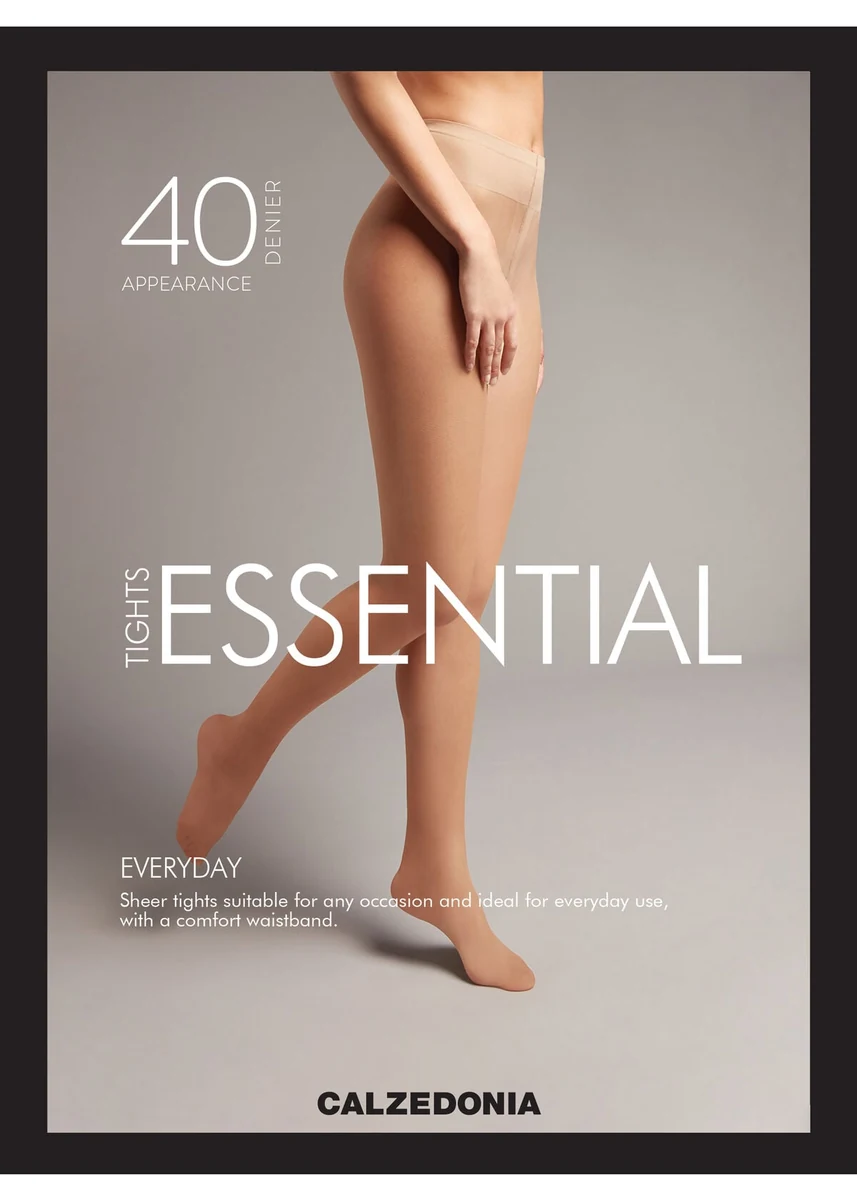 40
DENIER
APPEARANCE
TIGHTS
ESSENTIAL
EVERYDAY
Sheer tights suitable for any occasion and ideal for everyday use,
with a comfort waistband.
CALZEDONIA